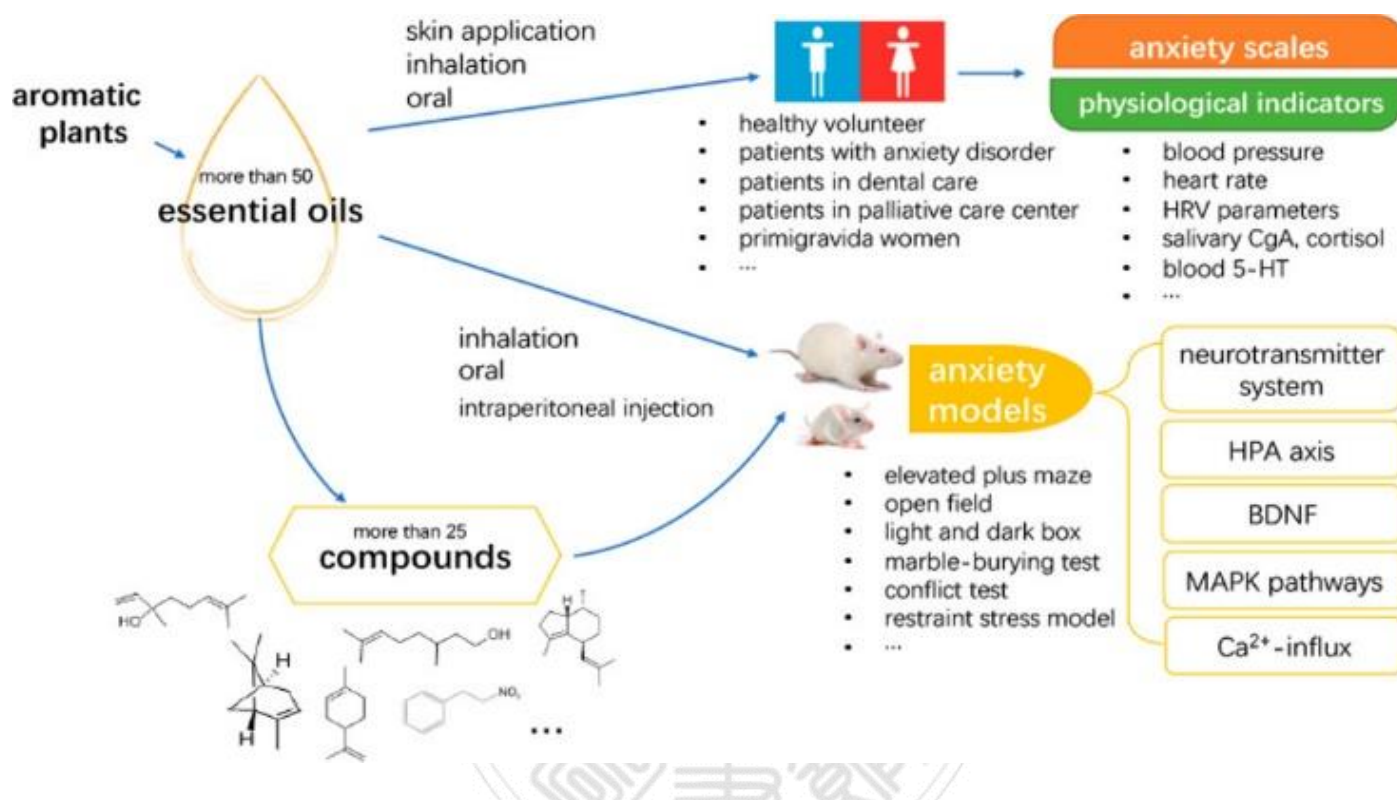 aromatic
plants
more than 50
essential oils
skin application
inhalation
oral
• healthy volunteer
• patients with anxiety disorder
• patients in dental care
• patients in palliative care center
• primigravida women
• ...
anxiety scales
physiological indicators
• blood pressure
• heart rate
• HRV parameters
• salivary CgA, cortisol
• blood 5-HT
• ...
inhalation
oral
intraperitoneal injection
more than 25
compounds
HO
H
H
OH
NO₂
H
...
anxiety
models
• elevated plus maze
• open field
• light and dark box
• marble-burying test
• conflict test
• restraint stress model
• ...
neurotransmitter
system
HPA axis
BDNF
MAPK pathways
Ca²⁺-influx